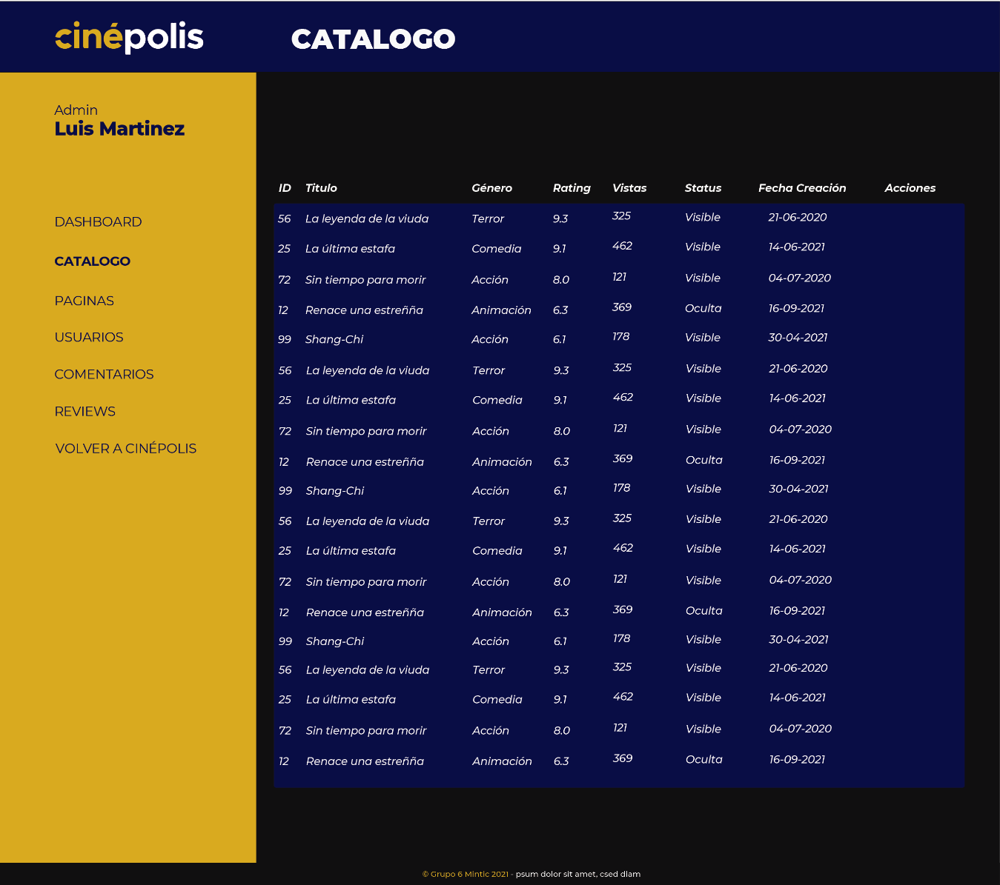 cinépolis CATALOGO
Admin
Luis Martinez
DASHBOARD
CATALOGO
PAGINAS
USUARIOS
COMENTARIOS
REVIEWS
VOLVER A CINÉPOLIS
ID Titulo Género Rating Vistas Status Fecha Creación Acciones
56 La leyenda de la viuda Terror 9.3 325 Visible 21-06-2020
25 La última estafa Comedia 9.1 462 Visible 14-06-2021
72 Sin tiempo para morir Acción 8.0 121 Visible 04-07-2020
12 Renace una estreñña Animación 6.3 369 Oculta 16-09-2021
99 Shang-Chi Acción 6.1 178 Visible 30-04-2021
56 La leyenda de la viuda Terror 9.3 325 Visible 21-06-2020
25 La última estafa Comedia 9.1 462 Visible 14-06-2021
72 Sin tiempo para morir Acción 8.0 121 Visible 04-07-2020
12 Renace una estreñña Animación 6.3 369 Oculta 16-09-2021
99 Shang-Chi Acción 6.1 178 Visible 30-04-2021
56 La leyenda de la viuda Terror 9.3 325 Visible 21-06-2020
25 La última estafa Comedia 9.1 462 Visible 14-06-2021
72 Sin tiempo para morir Acción 8.0 121 Visible 04-07-2020
12 Renace una estreñña Animación 6.3 369 Oculta 16-09-2021
99 Shang-Chi Acción 6.1 178 Visible 30-04-2021
56 La leyenda de la viuda Terror 9.3 325 Visible 21-06-2020
25 La última estafa Comedia 9.1 462 Visible 14-06-2021
72 Sin tiempo para morir Acción 8.0 121 Visible 04-07-2020
12 Renace una estreñña Animación 6.3 369 Oculta 16-09-2021
© Grupo 6 Mintic 2021 - psum dolor sit amet, csed diam